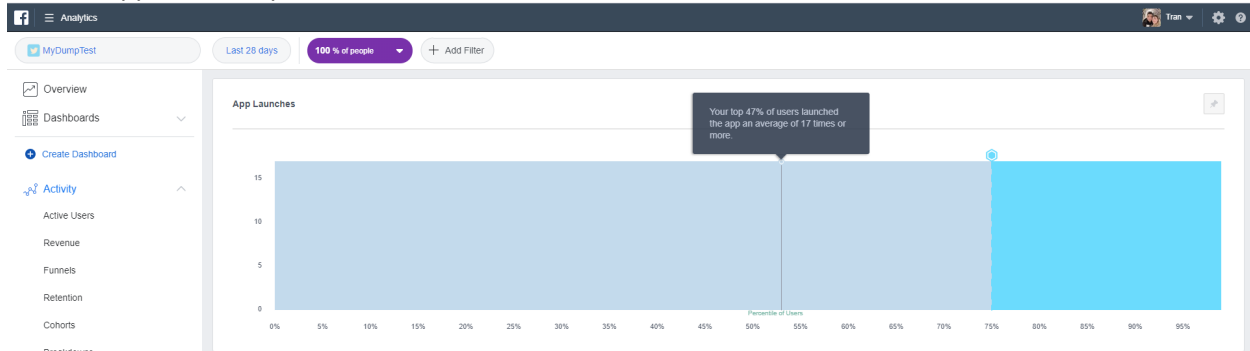 Analytics
Tran
MyDumpTest
Last 28 days
100 % of people
Add Filter
Overview
Dashboards
Create Dashboard
Activity
Active Users
Revenue
Funnels
Retention
Cohorts
App Launches
Your top 47% of users launched
the app an average of 17 times or
more.
15
10
5
0
Percentile of Users
0% 5% 10% 15% 20% 25% 30% 35% 40% 45% 50% 55% 60% 65% 70% 75% 80% 85% 90% 95%